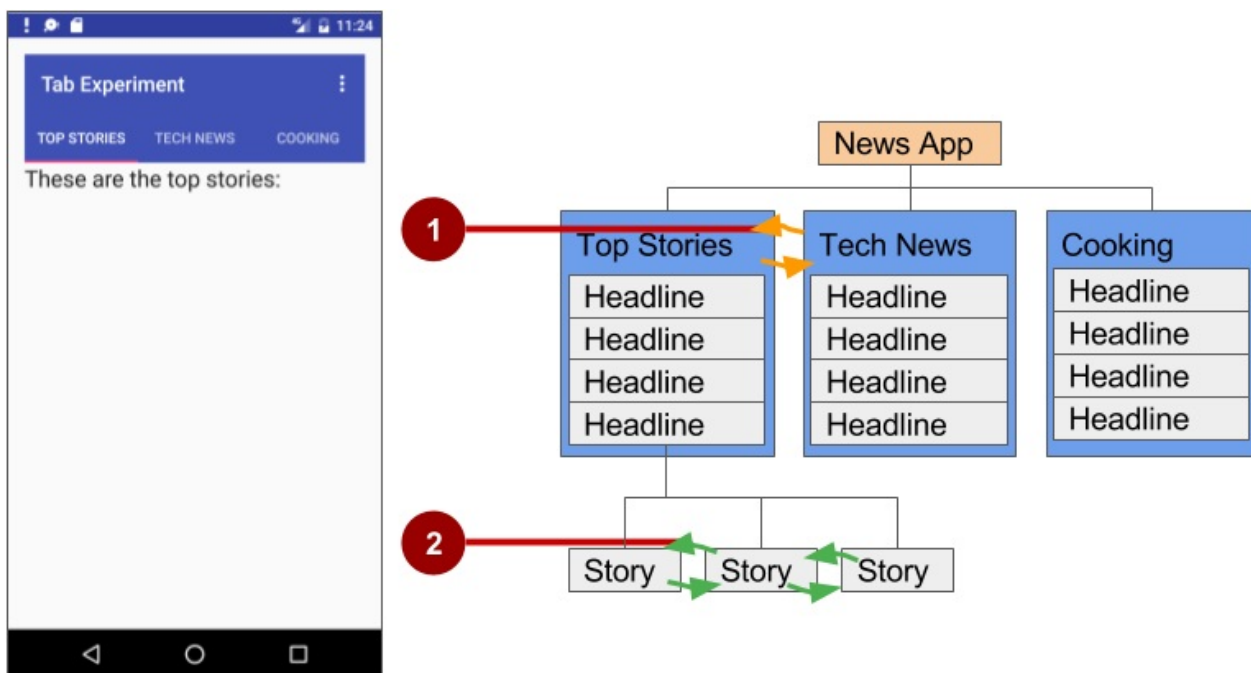 11:24
Tab Experiment
TOP STORIES TECH NEWS COOKING
These are the top stories:
News App
1
Top Stories
Headline
Headline
Headline
Headline
Tech News
Headline
Headline
Headline
Headline
Cooking
Headline
Headline
Headline
Headline
2
Story
Story
Story